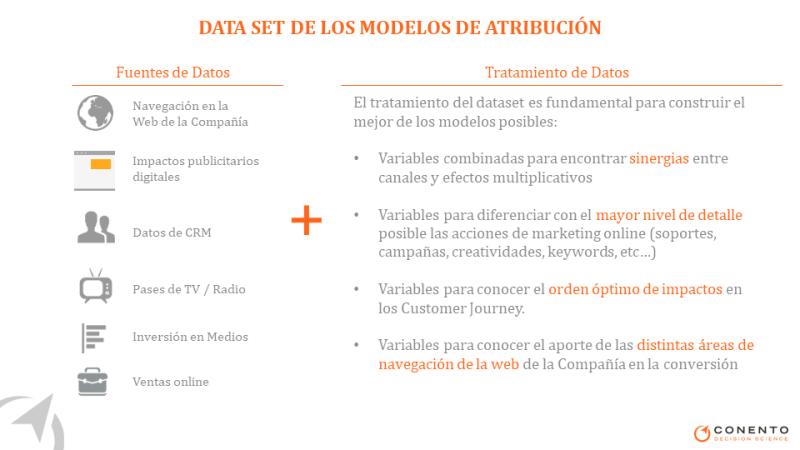 DATA SET DE LOS MODELOS DE ATRIBUCIÓN
Fuentes de Datos
Navegación en la
Web de la Compañía
Impactos publicitarios
digitales
Datos de CRM
Pases de TV / Radio
Inversión en Medios
Ventas online
+
Tratamiento de Datos
El tratamiento del dataset es fundamental para construir el
mejor de los modelos posibles:
• Variables combinadas para encontrar sinergias entre
canales y efectos multiplicativos
• Variables para diferenciar con el mayor nivel de detalle
posible las acciones de marketing online (soportes,
campañas, creatividades, keywords, etc...)
• Variables para conocer el orden óptimo de impactos en
los Customer Journey.
• Variables para conocer el aporte de las distintas áreas de
navegación de la web de la Compañía en la conversión
CONENTO
DECISION SCIENCE